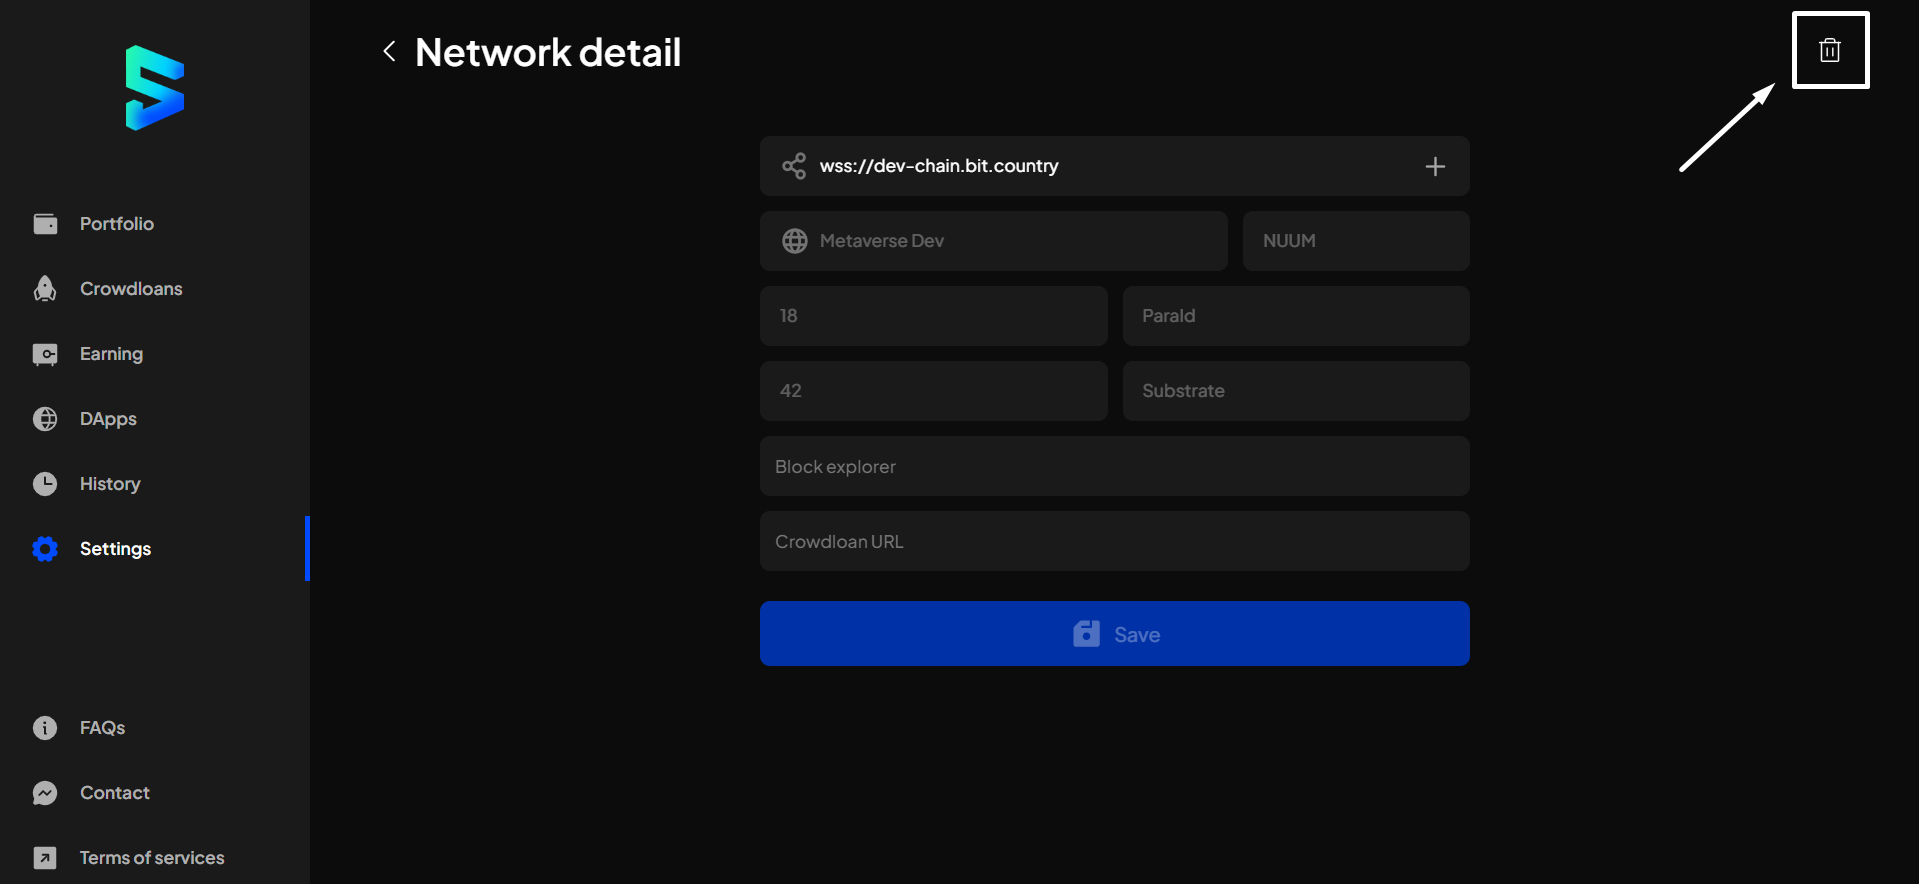 Network detail
Portfolio
Crowdloans
Earning
DApps
History
Settings
FAQs
Contact
Terms of services
wss://dev-chain.bit.country
Metaverse Dev
NUUM
18
ParaId
42
Substrate
Block explorer
Crowdloan URL
Save